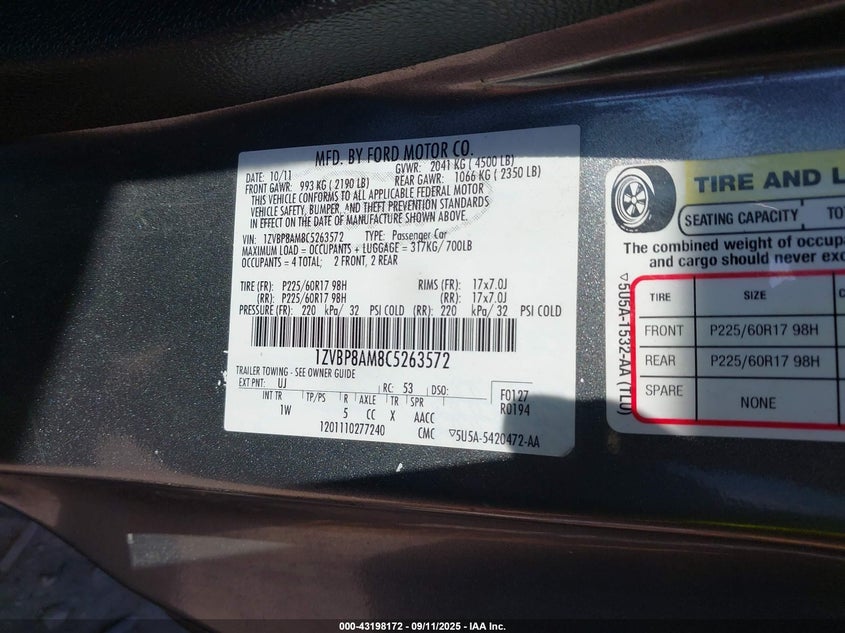 MFD. BY FORD MOTOR CO.
DATE: 10/11 GVWR: 2041 KG ( 4500 LB)
FRONT GAWR: 993 KG ( 2190 LB) REAR GAWR: 1066 KG ( 2350 LB)
THIS VEHICLE CONFORMS TO ALL APPLICABLE FEDERAL MOTOR
VEHICLE SAFETY, BUMPER, AND THEFT PREVENTION STANDARDS
IN EFFECT ON THE DATE OF MANUFACTURE SHOWN ABOVE.
VIN: 1ZVBP8AM8C5263572 TYPE: Passenger Car
MAXIMUM LOAD = OCCUPANTS + LUGGAGE = 317KG/ 700LB
OCCUPANTS = 4 TOTAL; 2 FRONT, 2 REAR
TIRE (FR): P225/60R17 98H RIMS (FR): 17x7.0J
(RR): P225/60R17 98H (RR): 17x7.0J
PRESSURE (FR): 220 kPa/ 32 PSI COLD (RR): 220 kPa/ 32 PSI COLD
1ZVBP8AM8C5263572
TRAILER TOWING - SEE OWNER GUIDE
EXT PNT: UJ RC: 53 DSO: F0127
INT TR TP/PS R AXLE TR SPR R0194
1W 5 CC X AACC
1201110277240 CMC ▽5U5A-5420472-AA
▽5U5A-1532-AA (TLU)
TIRE AND L
SEATING CAPACITY TO
The combined weight of occupa
and cargo should never exc
TIRE SIZE C
FRONT P225/60R17 98H
REAR P225/60R17 98H
SPARE NONE
000-43198172 - 09/11/2025 - IAA Inc.